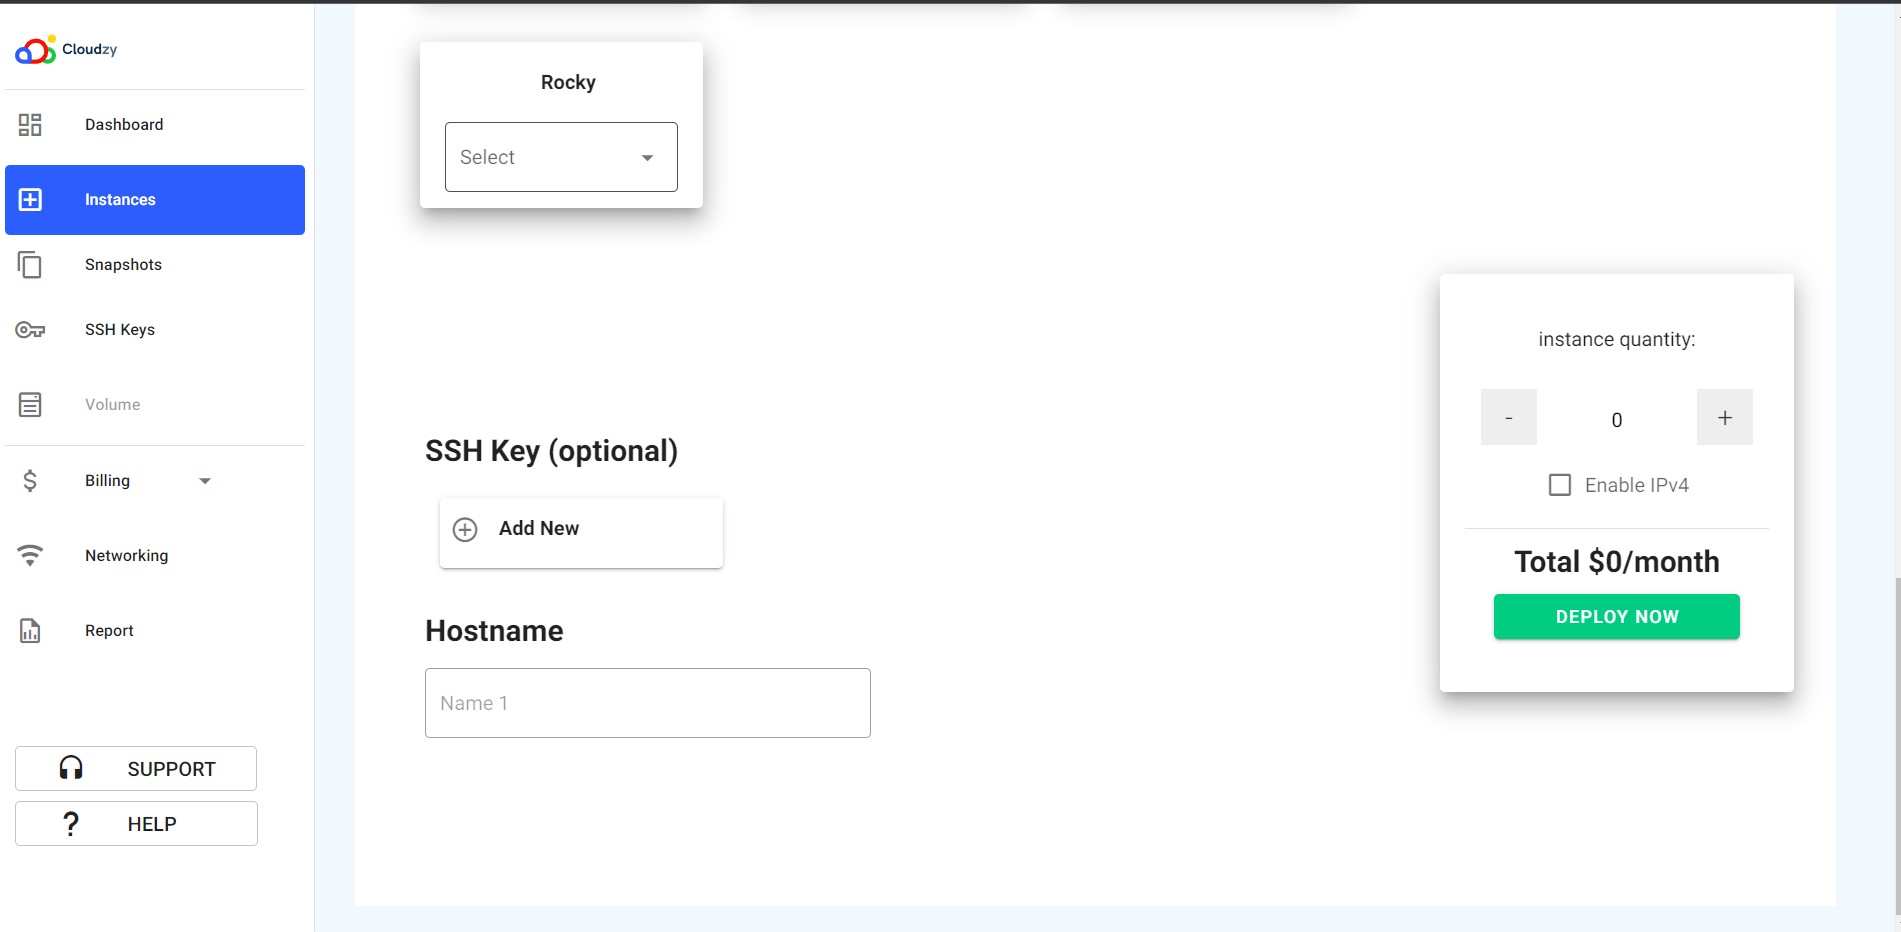 Cloudzy
Dashboard
Instances
Snapshots
SSH Keys
Volume
Billing
Networking
Report
SUPPORT
? HELP
Rocky
Select
SSH Key (optional)
Add New
Hostname
Name 1
instance quantity:
- 0 +
Enable IPv4
Total $0/month
DEPLOY NOW